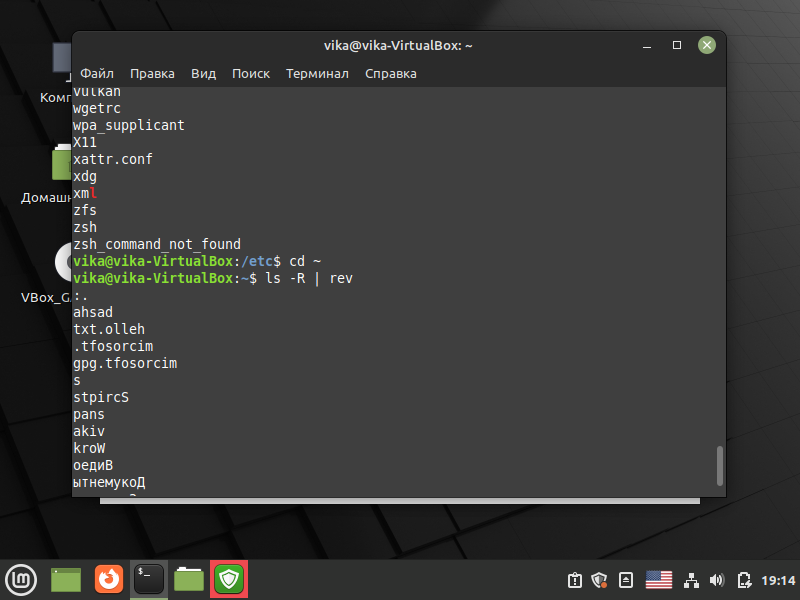 vika@vika-VirtualBox: ~
Файл Правка Вид Поиск Терминал Справка
vulkan
wgetrc
wpa_supplicant
X11
xattr.conf
xdg
xml
zfs
zsh
zsh_command_not_found
vika@vika-VirtualBox:/etc$ cd ~
vika@vika-VirtualBox:~$ ls -R | rev
:.
ahsad
txt.olleh
.tfosorcim
gpg.tfosorcim
s
stpircS
pans
akiv
kroW
оедиВ
ытнемукоД
Комп
Домашн
VBox_G
$_
19:14